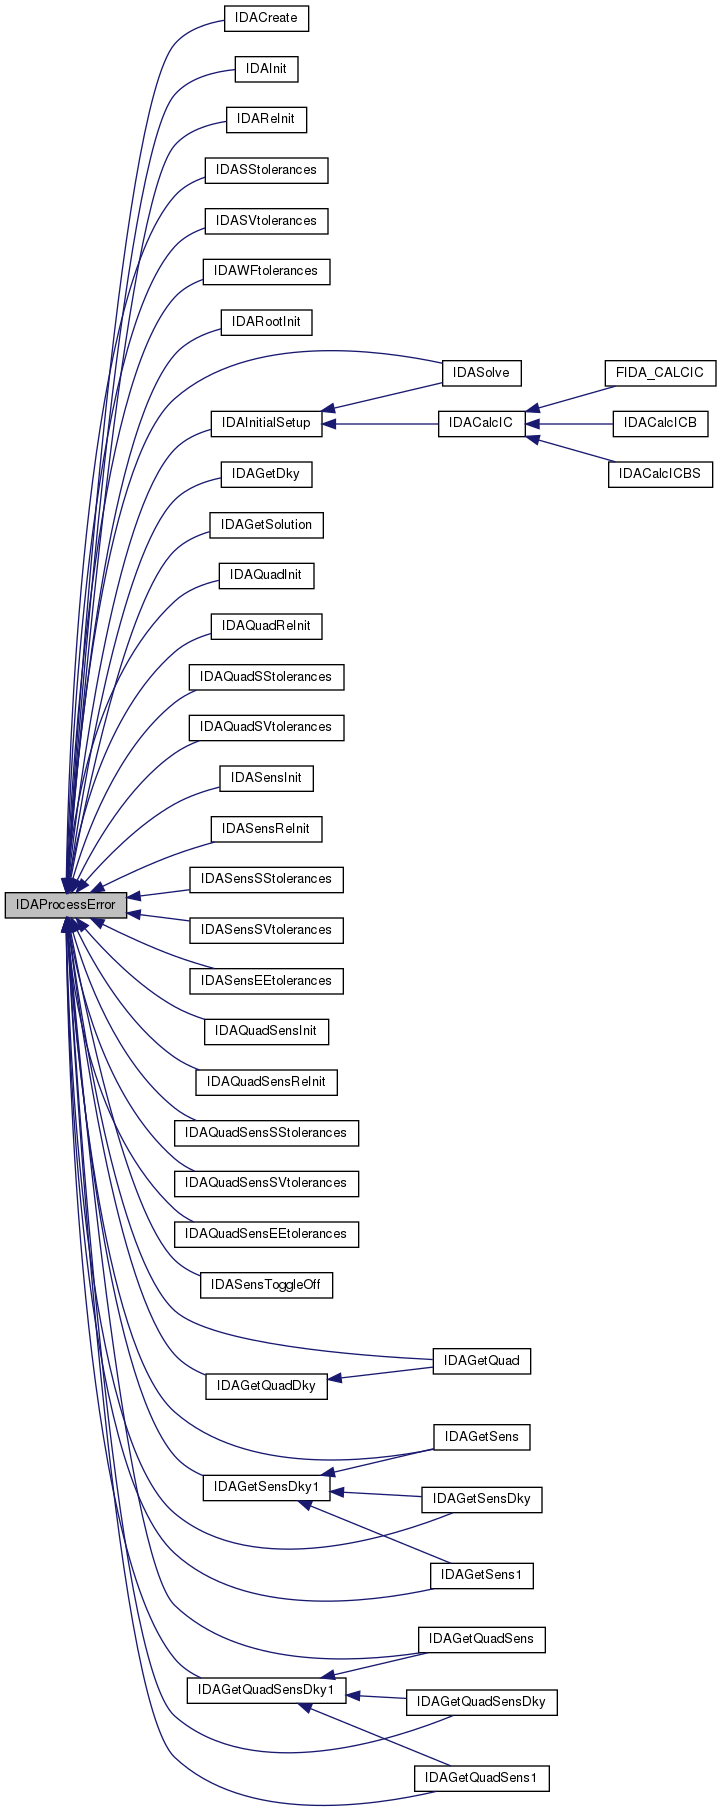 IDACreate
IDAInit
IDAReInit
IDASStolerances
IDASVtolerances
IDAWFtolerances
IDARootInit
IDASolve
FIDA_CALCIC
IDAInitialSetup
IDACalcIC
IDACalcICB
IDACalcICBS
IDAGetDky
IDAGetSolution
IDAQuadInit
IDAQuadReInit
IDAQuadSStolerances
IDAQuadSVtolerances
IDASensInit
IDASensReInit
IDASensSStolerances
IDAProcessError
IDASensSVtolerances
IDASensEEtolerances
IDAQuadSensInit
IDAQuadSensReInit
IDAQuadSensSStolerances
IDAQuadSensSVtolerances
IDAQuadSensEEtolerances
IDASensToggleOff
IDAGetQuad
IDAGetQuadDky
IDAGetSens
IDAGetSensDky1
IDAGetSensDky
IDAGetSens1
IDAGetQuadSens
IDAGetQuadSensDky1
IDAGetQuadSensDky
IDAGetQuadSens1